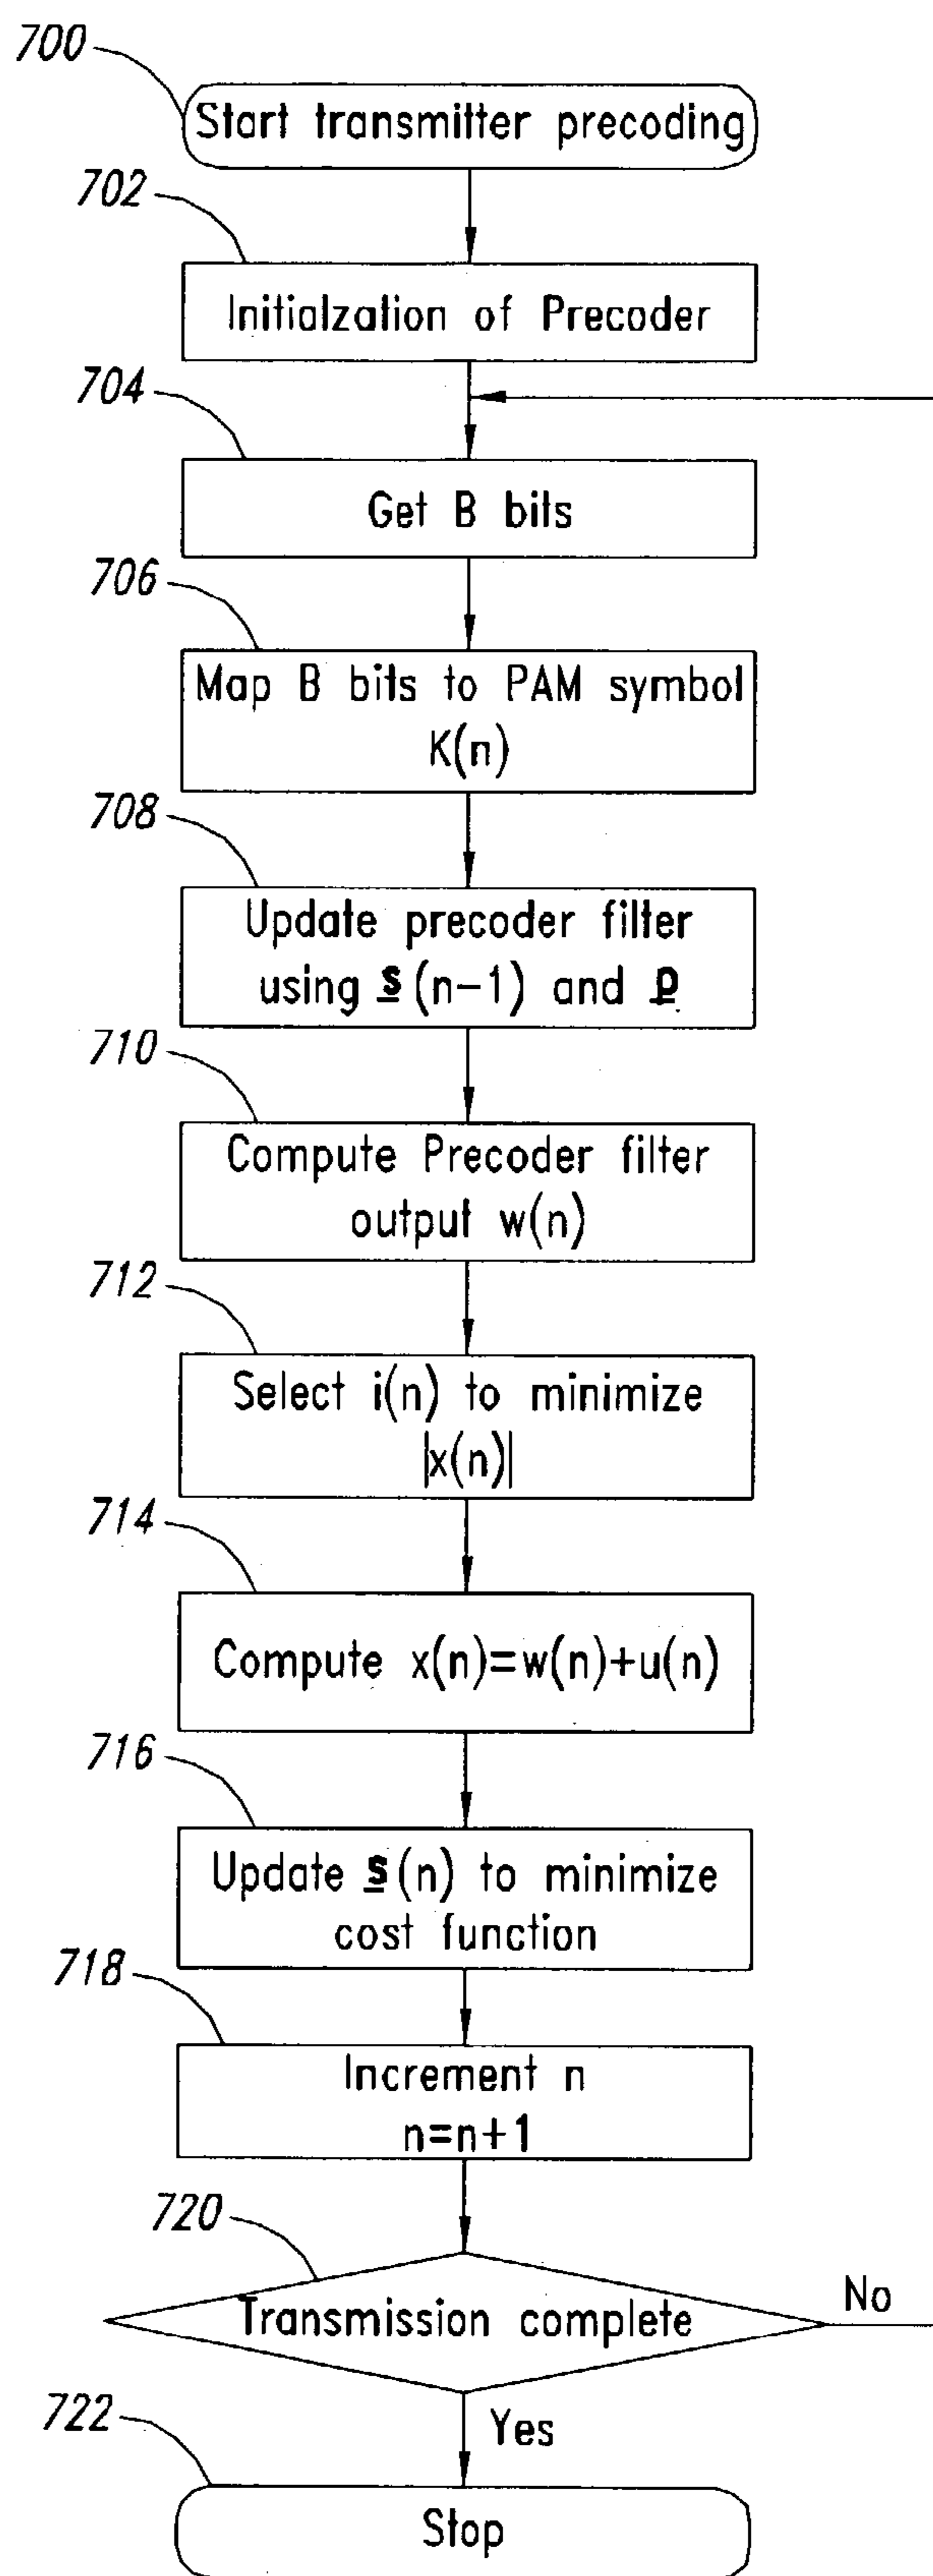 700
Start transmitter precoding
702
Initialzation of Precoder
704
Get B bits
706
Map B bits to PAM symbol
K(n)
708
Update precoder filter
using s(n-1) and p
710
Compute Precoder filter
output w(n)
712
Select i(n) to minimize
|x(n)|
714
Compute x(n)=w(n)+u(n)
716
Update s(n) to minimize
cost function
718
Increment n
n=n+1
720
Transmission complete
No
Yes
722
Stop